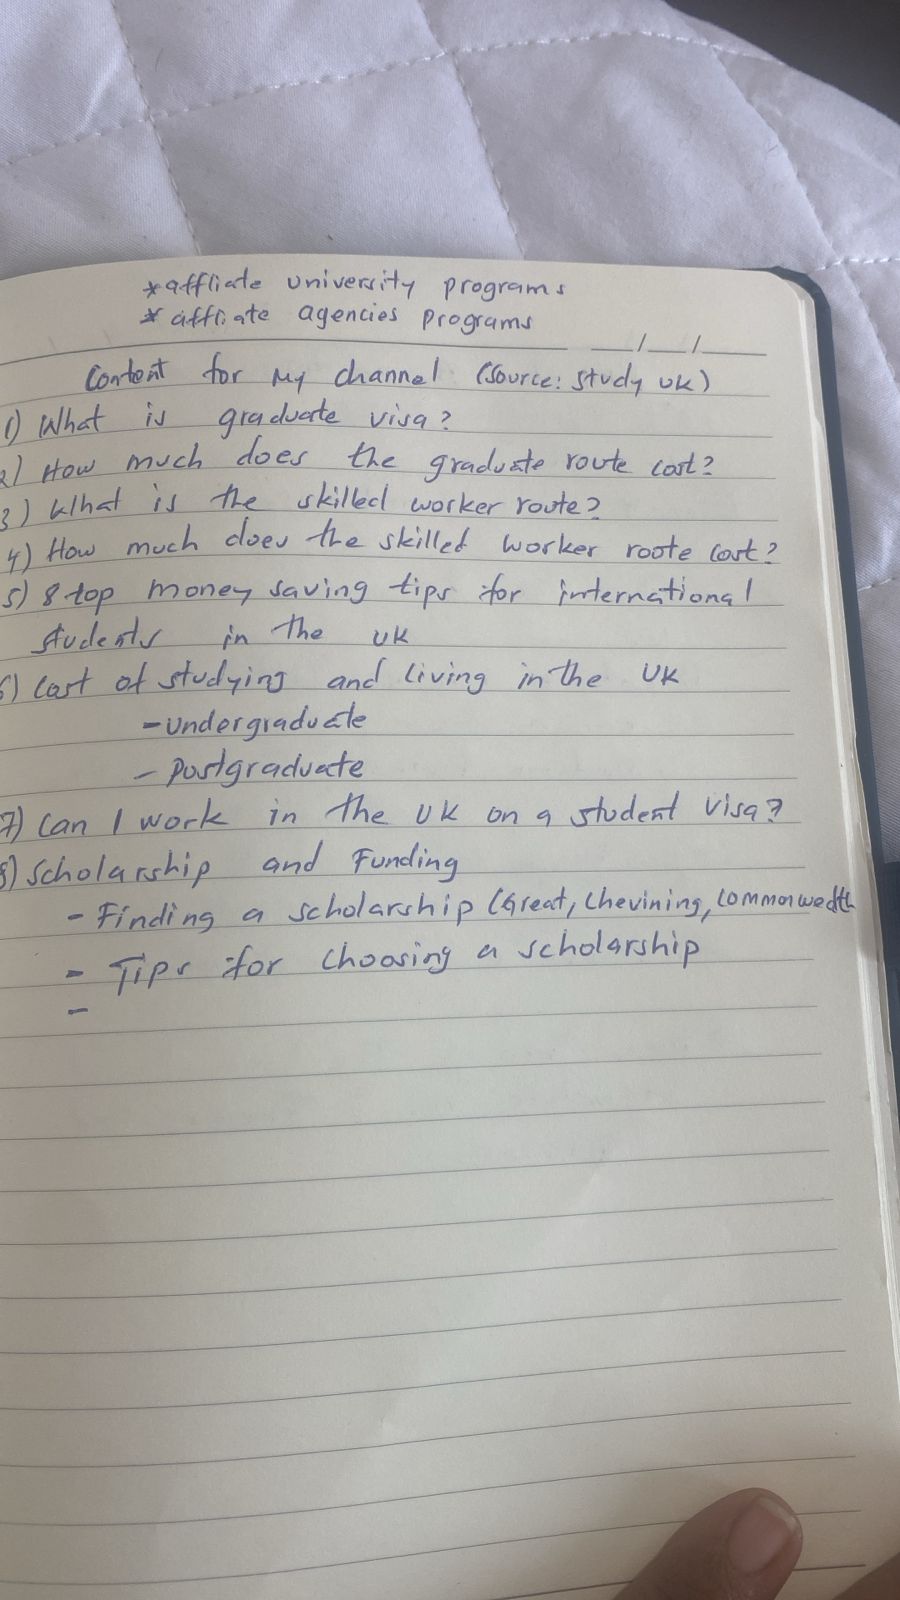 *affliate university programs
* affliate agencies programs
__/__/____
Content for My channel (Source: Study UK)
1) What is graduate visa?
2) How much does the graduate route cost?
3) What is the skilled worker route?
4) How much does the skilled worker route cost?
5) 8 top money saving tips for international
students in the UK
6) Cost of studying and living in the UK
- Undergraduate
- Postgraduate
7) Can I work in the UK on a student visa?
8) Scholarship and Funding
- Finding a scholarship (Great, Chevining, Commonwealth
- Tips for choosing a scholarship
-